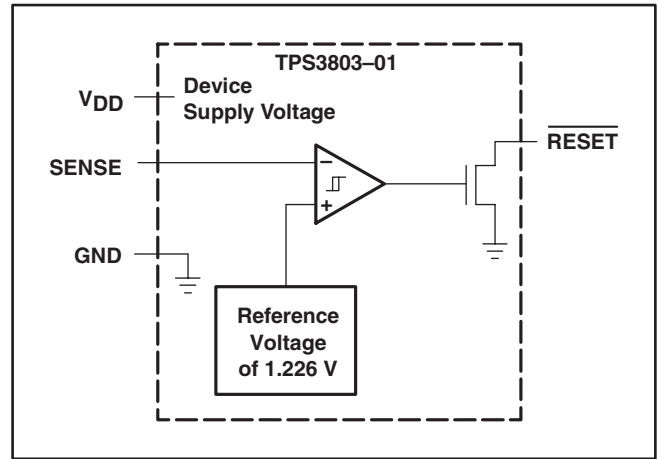 TPS3803–01
VDD
Device
Supply Voltage
RESET
SENSE
–
+
GND
Reference
Voltage
of 1.226 V